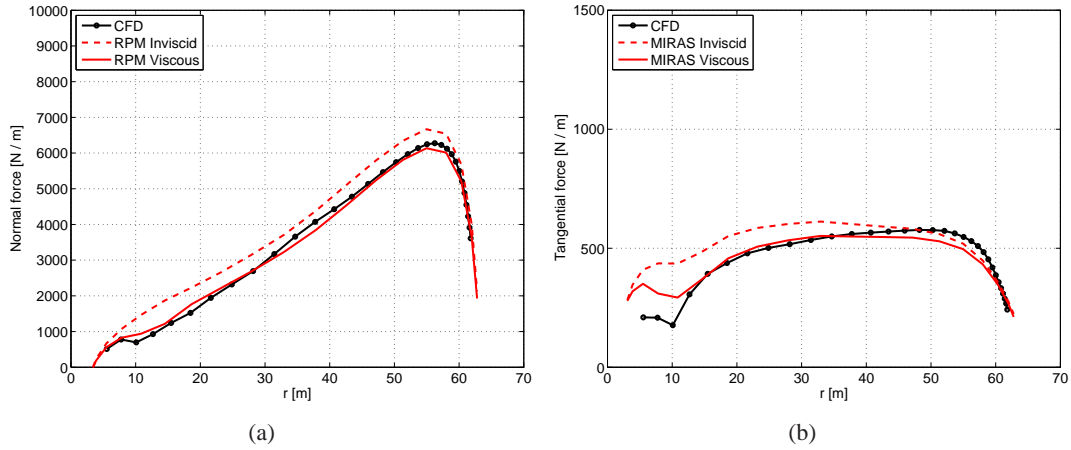 10000
9000
8000
7000
6000
5000
4000
3000
2000
1000
0
Normal force [N / m]
CFD
RPM Inviscid
RPM Viscous
0 10 20 30 40 50 60 70
r [m]
(a)
1500
1000
500
0
Tangential force [N / m]
CFD
MIRAS Inviscid
MIRAS Viscous
0 10 20 30 40 50 60 70
r [m]
(b)